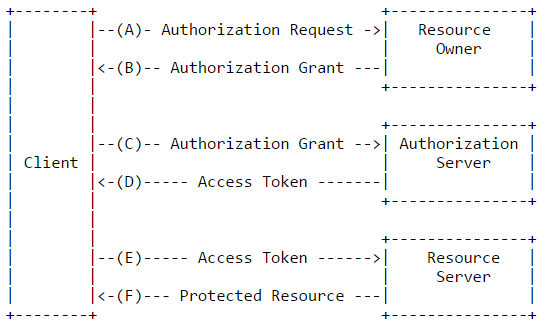 +--------+                               +---------------+
|        |--(A)- Authorization Request ->|   Resource    |
|        |                               |     Owner     |
|        |<-(B)-- Authorization Grant ---|               |
|        |                               +---------------+
|        |
|        |                               +---------------+
|        |--(C)-- Authorization Grant -->| Authorization |
| Client |                               |     Server    |
|        |<-(D)----- Access Token -------|               |
|        |                               +---------------+
|        |
|        |                               +---------------+
|        |--(E)----- Access Token ------>|    Resource   |
|        |                               |     Server    |
|        |<-(F)--- Protected Resource ---|               |
+--------+                               +---------------+